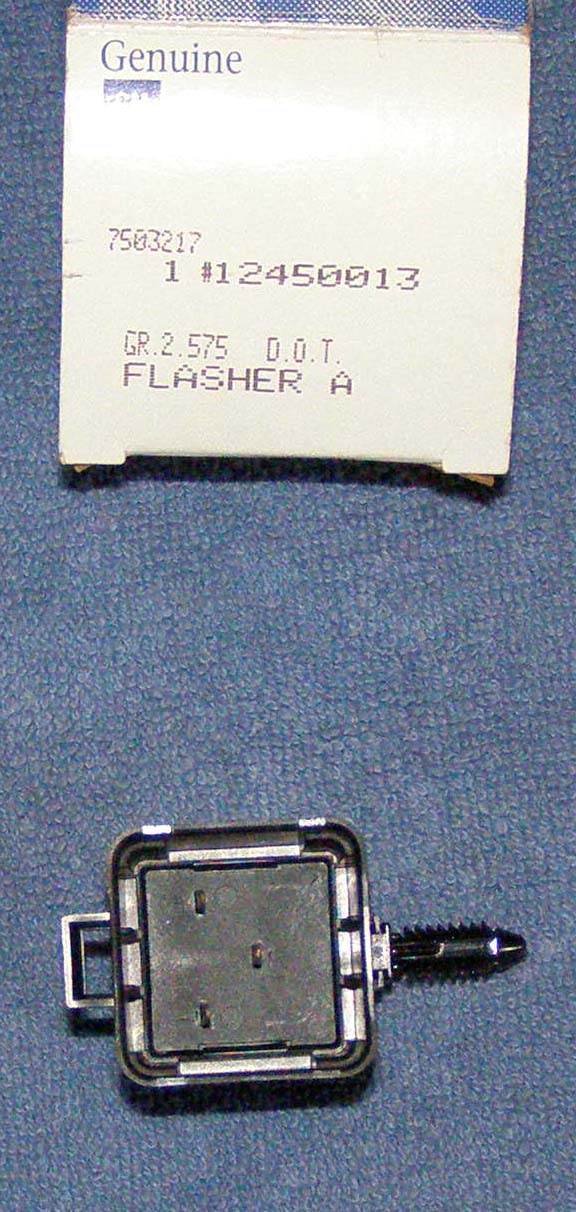 Genuine
7503217
1 #12450013
GR.2.575 D.O.T.
FLASHER A